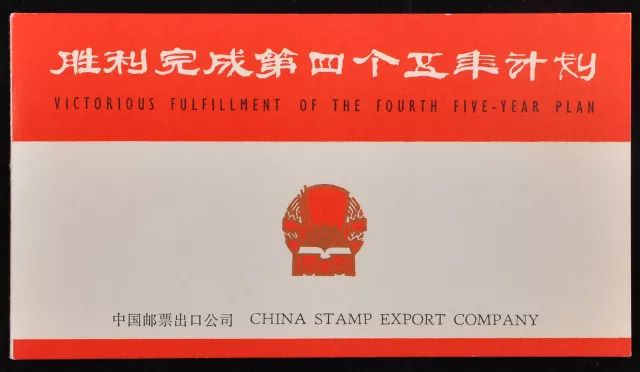 胜利完成第四个五年计划
VICTORIOUS FULFILLMENT OF THE FOURTH FIVE-YEAR PLAN
中国邮票出口公司 CHINA STAMP EXPORT COMPANY